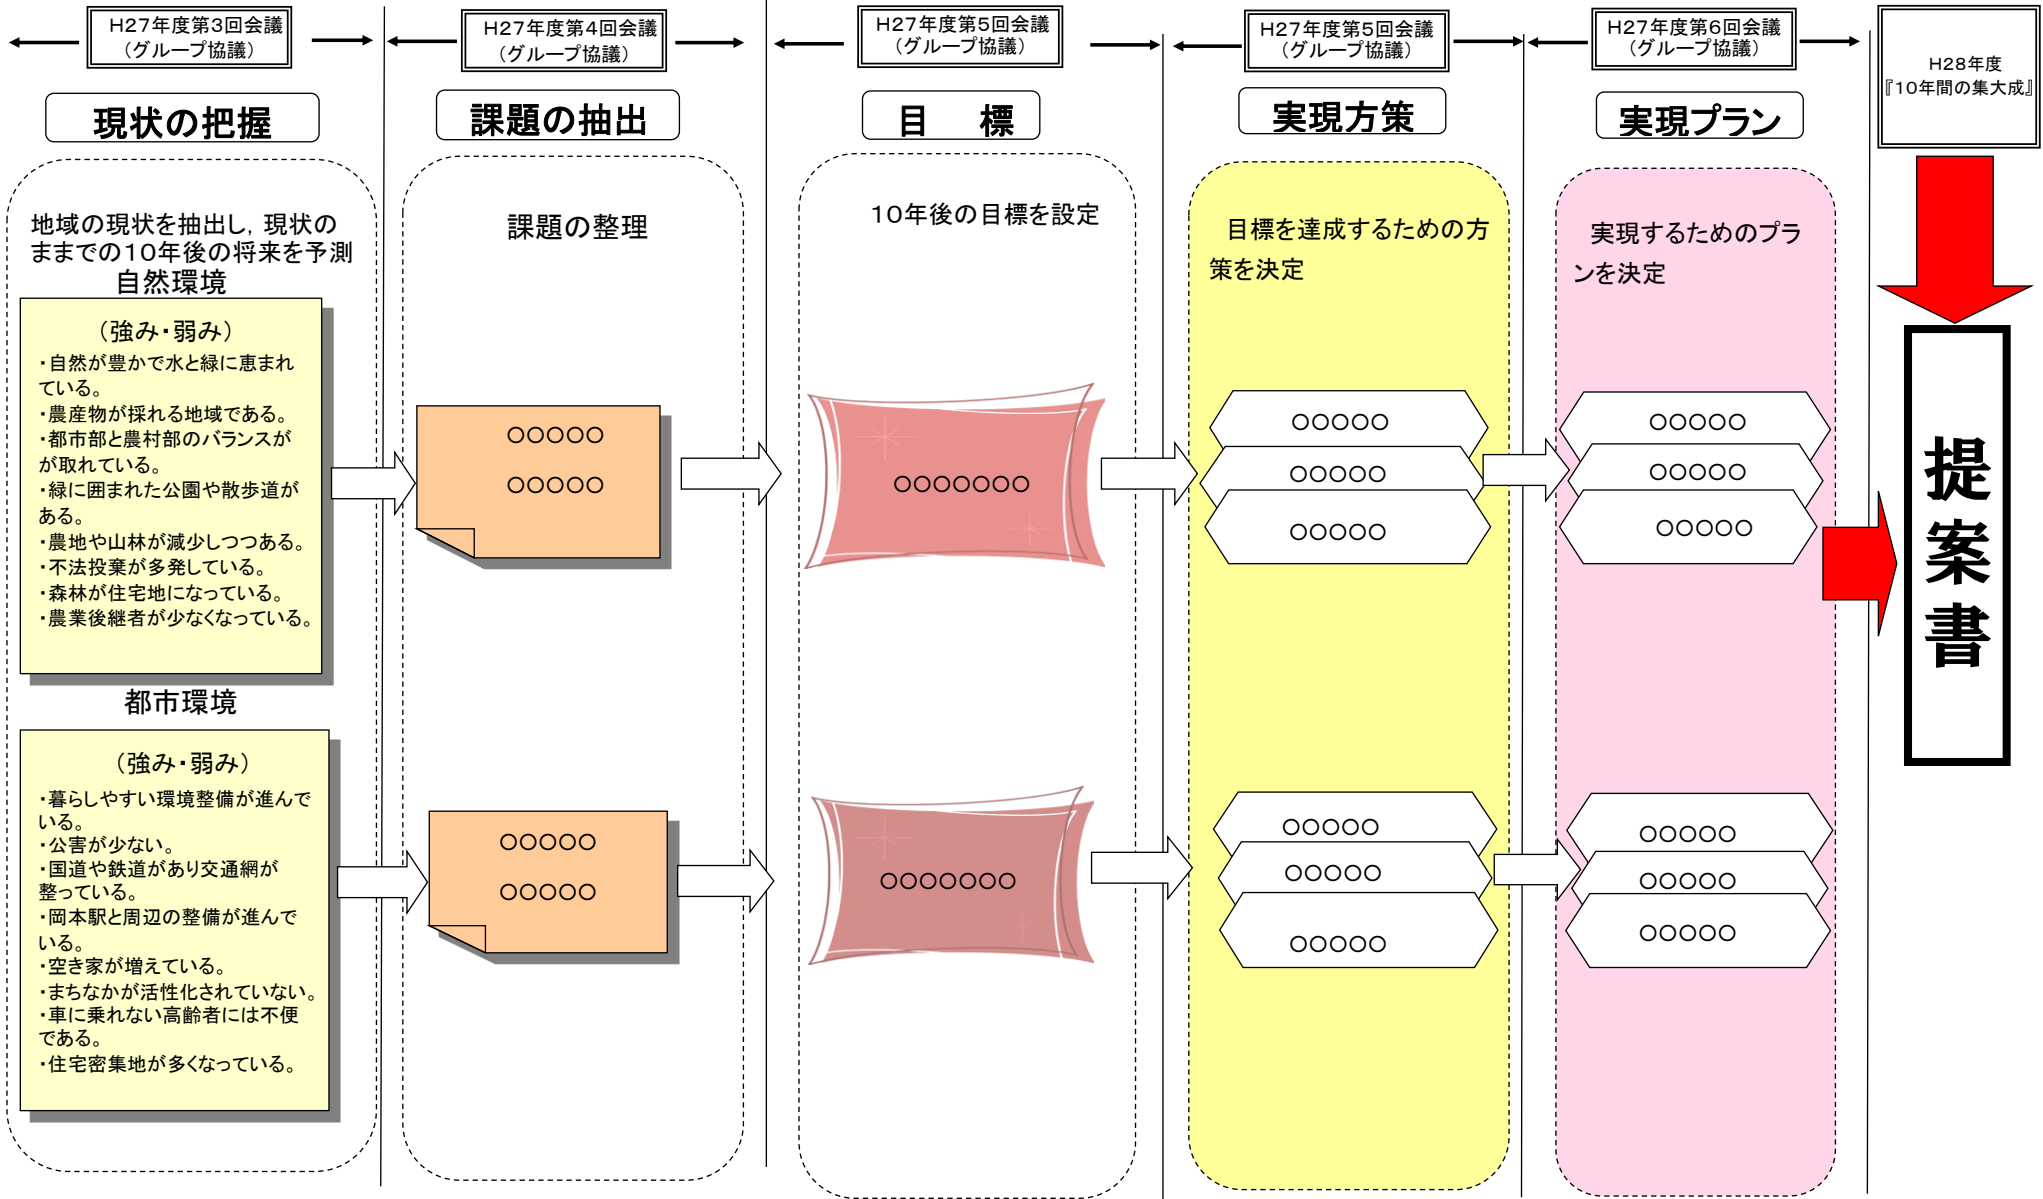 H27年度第3回会議
（グループ協議）
H27年度第4回会議
（グループ協議）
H27年度第5回会議
（グループ協議）
H27年度第5回会議
（グループ協議）
H27年度第6回会議
（グループ協議）
H28年度
『10年間の集大成』
現状の把握
課題の抽出
目　標
実現方策
実現プラン
地域の現状を抽出し，現状の
ままでの10年後の将来を予測
自然環境
（強み・弱み）
・自然が豊かで水と緑に恵まれ
ている。
・農産物が採れる地域である。
・都市部と農村部のバランスが
が取れている。
・緑に囲まれた公園や散歩道が
ある。
・農地や山林が減少しつつある。
・不法投棄が多発している。
・森林が住宅地になっている。
・農業後継者が少なくなっている。
都市環境
（強み・弱み）
・暮らしやすい環境整備が進んで
いる。
・公害が少ない。
・国道や鉄道があり交通網が
整っている。
・岡本駅と周辺の整備が進んで
いる。
・空き家が増えている。
・まちなかが活性化されていない。
・車に乗れない高齢者には不便
である。
・住宅密集地が多くなっている。
課題の整理
○○○○○
○○○○○
○○○○○
○○○○○
10年後の目標を設定
○○○○○○○
○○○○○○○
目標を達成するための方
策を決定
○○○○○
○○○○○
○○○○○
○○○○○
○○○○○
○○○○○
実現するためのプラ
ンを決定
○○○○○
○○○○○
○○○○○
○○○○○
○○○○○
○○○○○
提案書